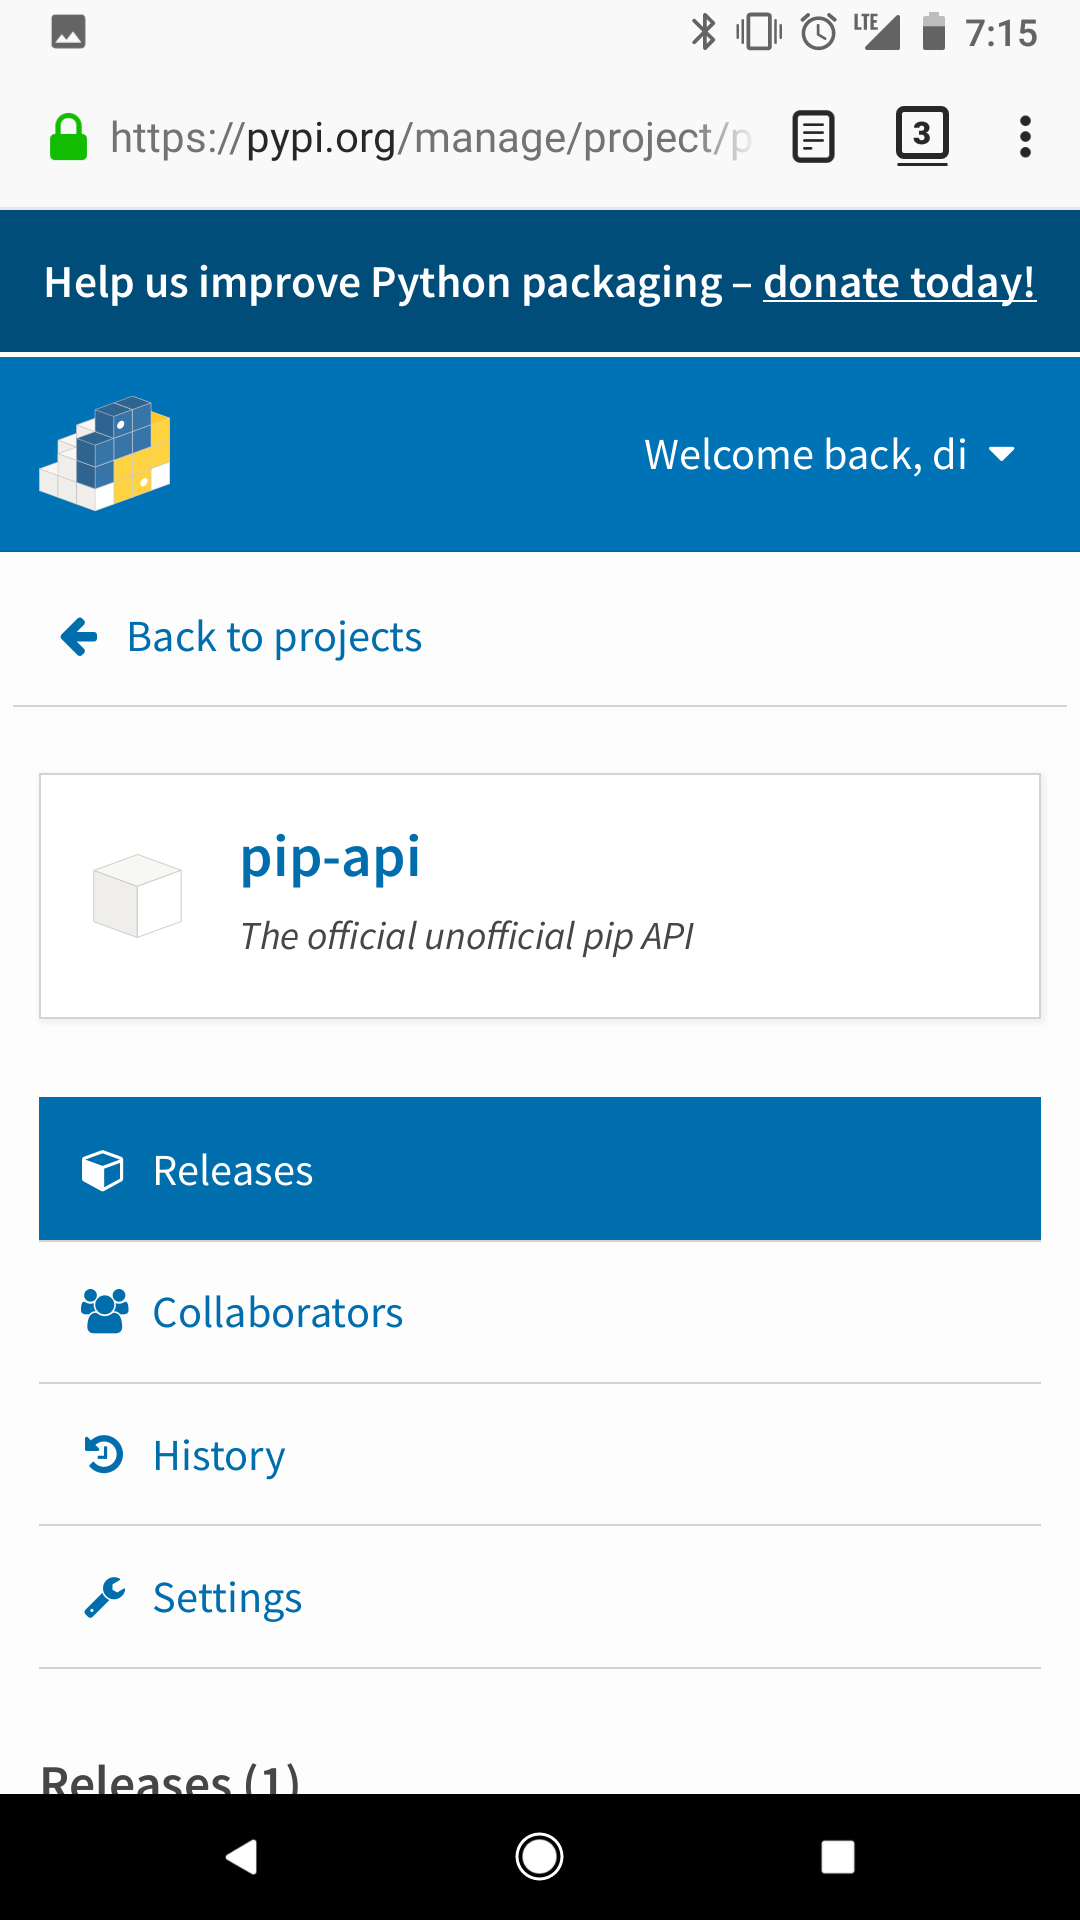 LTE 7:15
https://pypi.org/manage/project/p
3
Help us improve Python packaging – donate today!
Welcome back, di
Back to projects
pip-api
The official unofficial pip API
Releases
Collaborators
History
Settings
Releases (1)